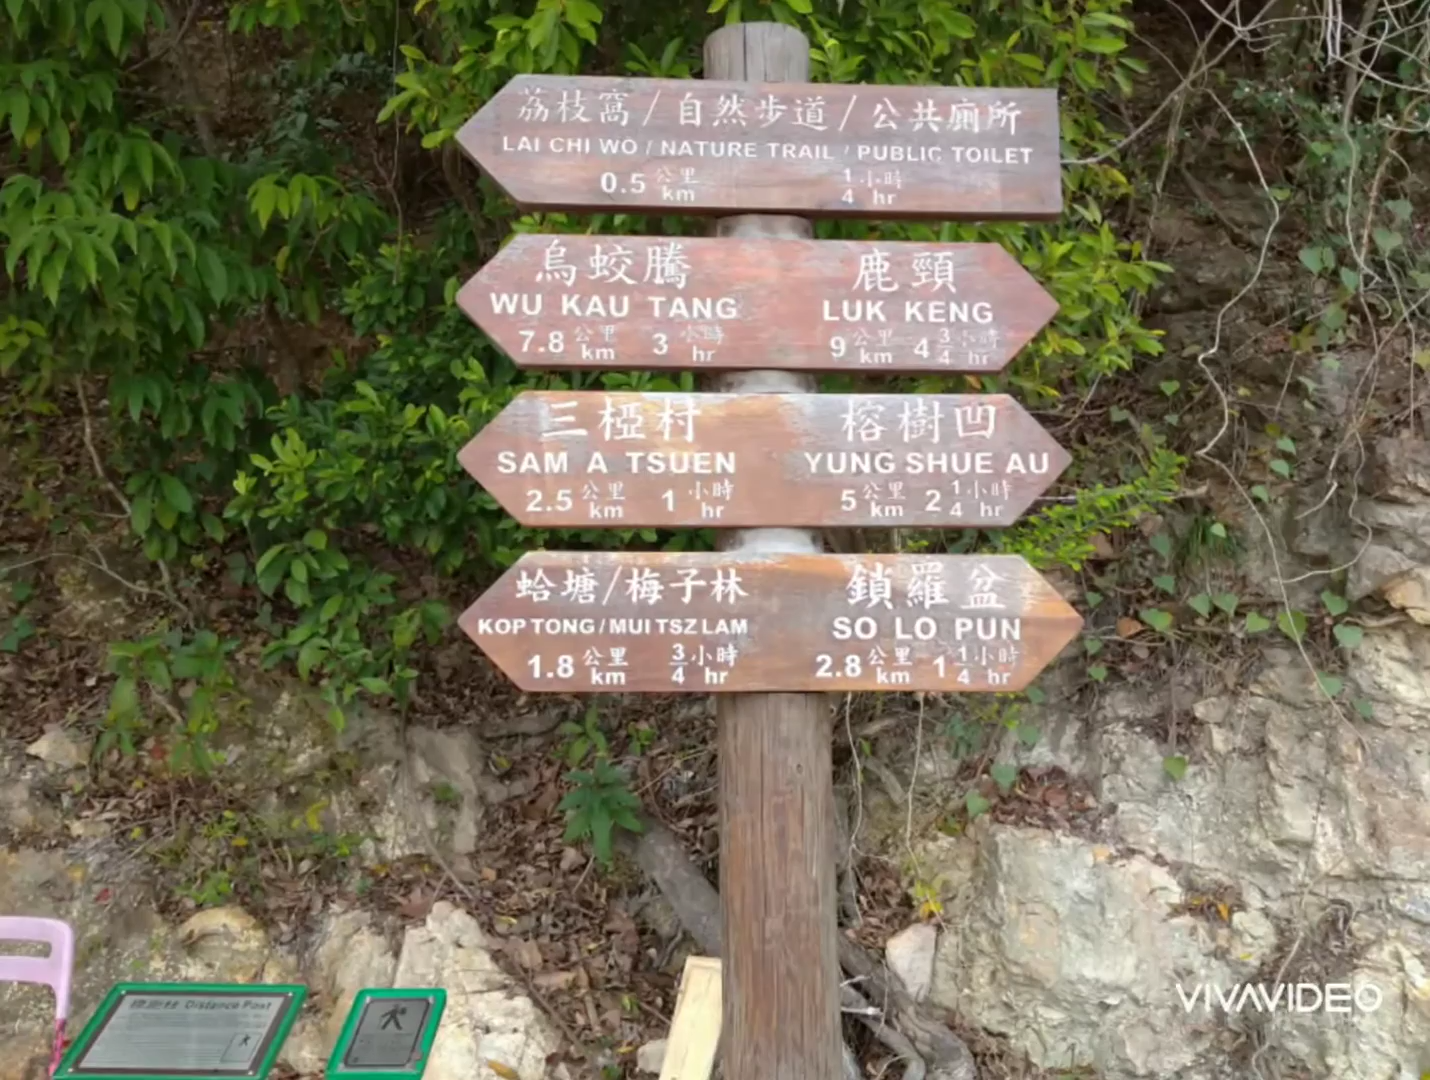 荔枝窩/自然步道/公共廁所
LAI CHI WO / NATURE TRAIL / PUBLIC TOILET
0.5 公里 km 1/4 小時 hr
烏蛟騰
WU KAU TANG
7.8 公里 km 3 小時 hr
鹿頸
LUK KENG
9 公里 km 4 3/4 小時 hr
三椏村
SAM A TSUEN
2.5 公里 km 1 小時 hr
榕樹凹
YUNG SHUE AU
5 公里 km 2 1/4 小時 hr
蛤塘/梅子林
KOP TONG / MUI TSZ LAM
1.8 公里 km 3/4 小時 hr
鎖羅盆
SO LO PUN
2.8 公里 km 1 1/4 小時 hr
標距柱 Distance Post
VIVAVIDEO